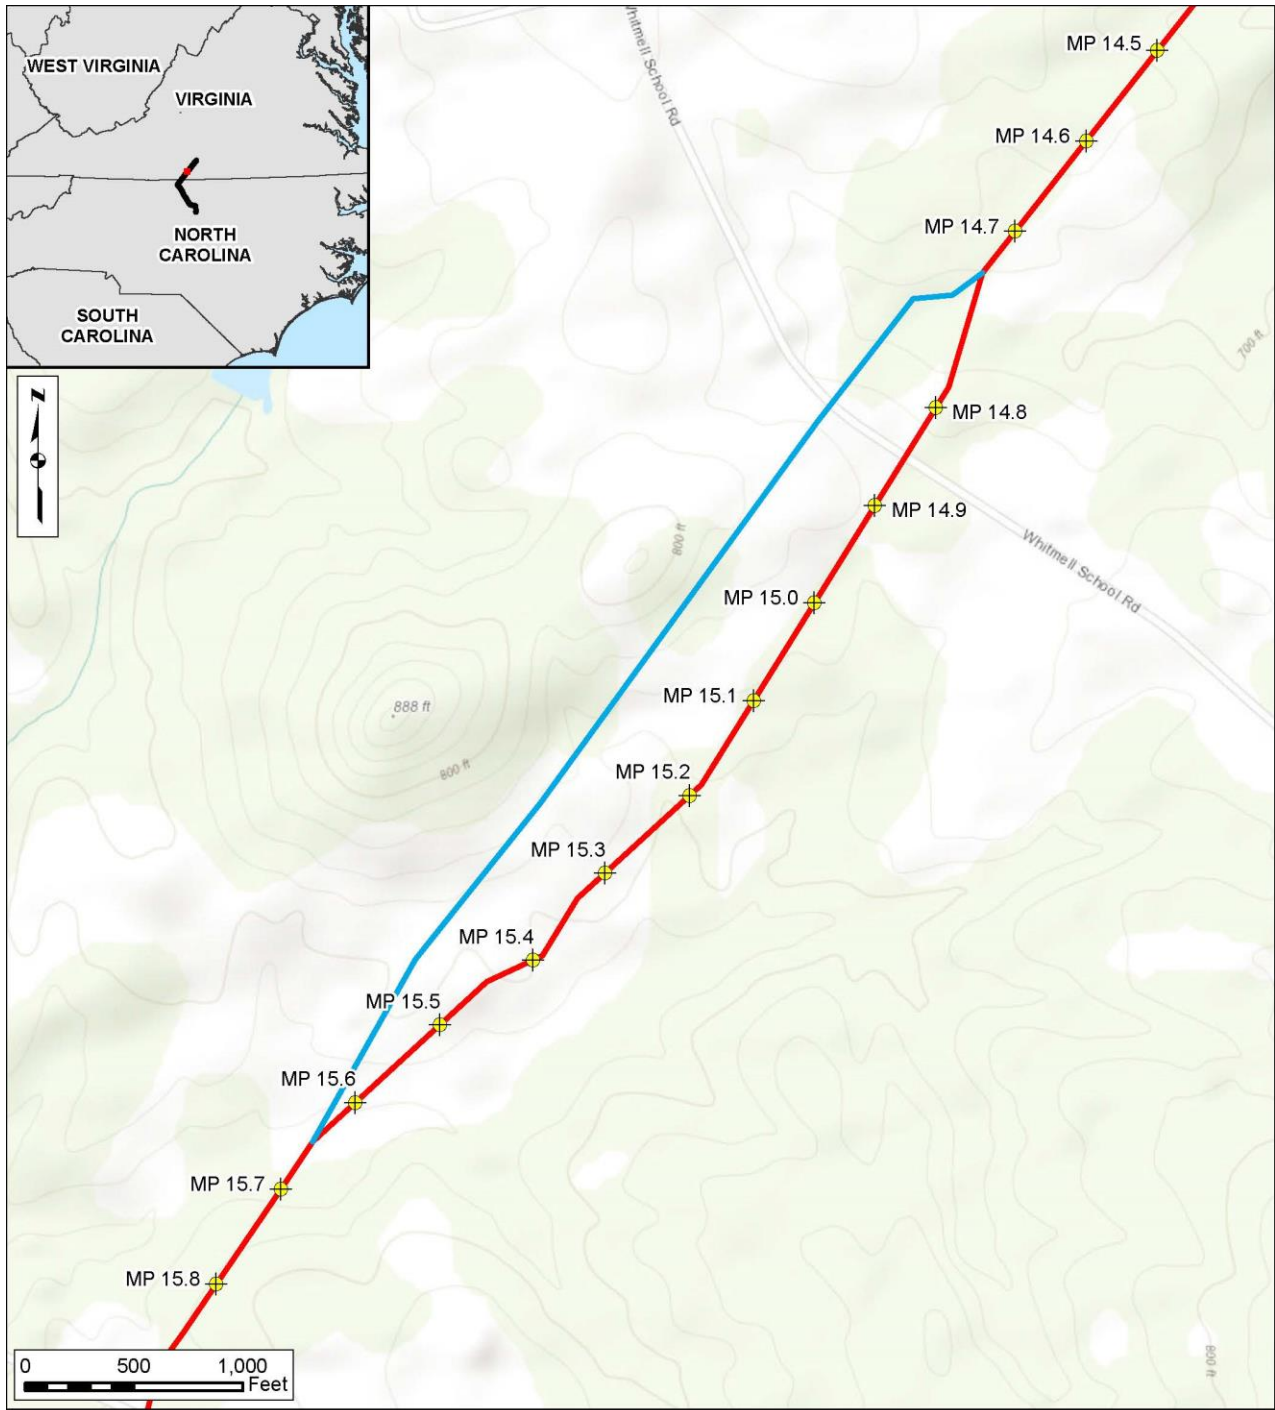 WEST VIRGINIA
VIRGINIA
NORTH
CAROLINA
SOUTH
CAROLINA
N
Whitmell School Rd
MP 14.5
MP 14.6
MP 14.7
700 ft
MP 14.8
MP 14.9
800 ft
Whitmell School Rd
MP 15.0
MP 15.1
888 ft
800 ft
MP 15.2
MP 15.3
MP 15.4
MP 15.5
MP 15.6
MP 15.7
MP 15.8
800 ft
0 500 1,000
Feet